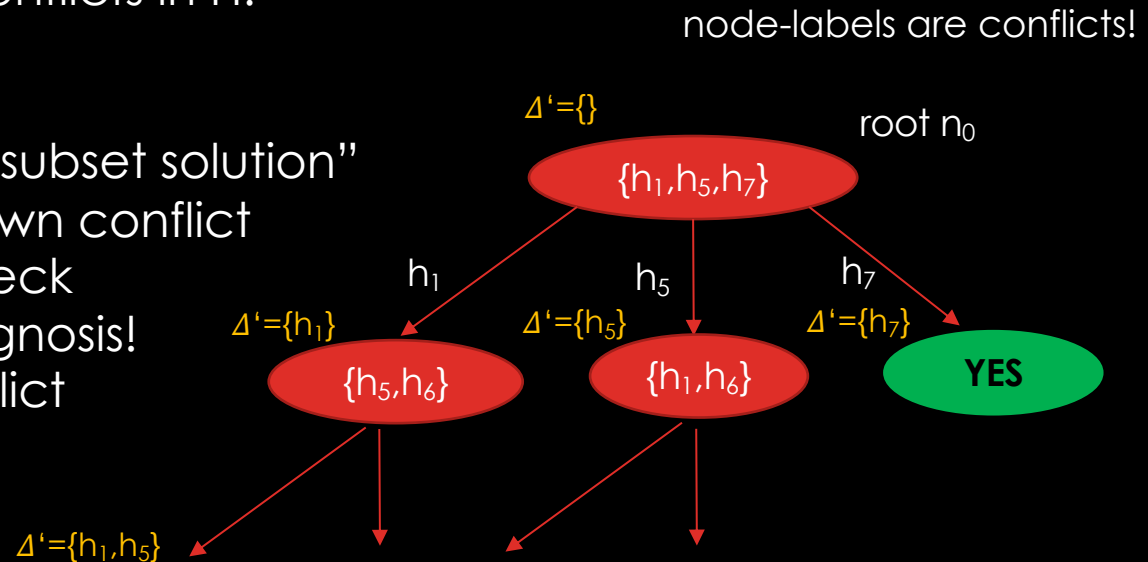 node-labels are conflicts!
Δ‘={}
root n₀
subset solution”
{h₁,h₅,h₇}
wn conflict
eck
h₁
h₅
h₇
gnosis!
Δ‘={h₁}
Δ‘={h₅}
Δ‘={h₇}
lict
{h₅,h₆}
{h₁,h₆}
YES
Δ‘={h₁,h₅}